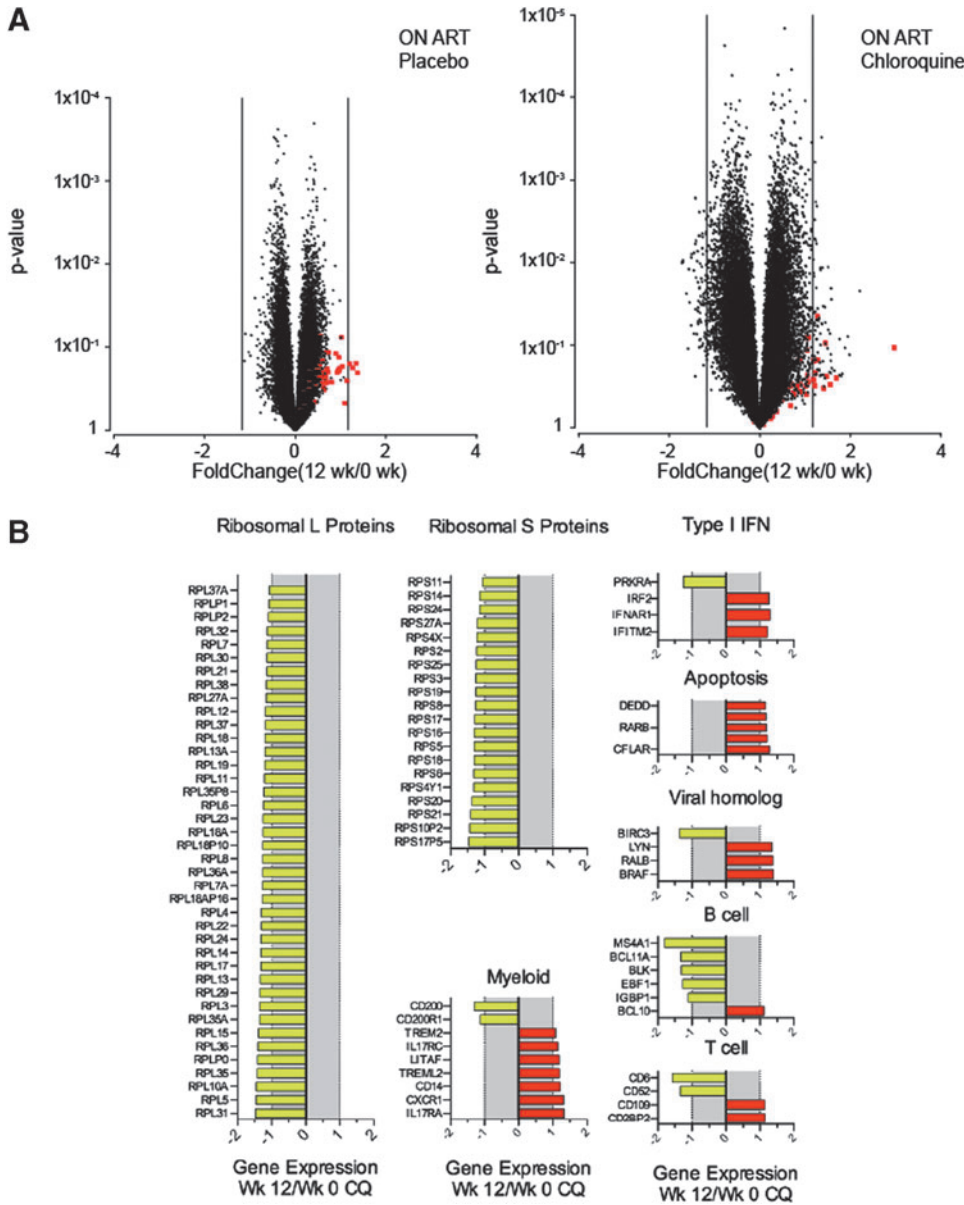 A
ON ART
Placebo
1x10-4
1x10-3
1x10-2
1x10-1
1
p-value
-4 -2 0 2 4
FoldChange(12 wk/0 wk)
ON ART
Chloroquine
1x10-5
1x10-4
1x10-3
1x10-2
1x10-1
1
p-value
-4 -2 0 2 4
FoldChange(12 wk/0 wk)
B
Ribosomal L Proteins
RPL37A
RPLP1
RPLP2
RPL32
RPL7
RPL30
RPL21
RPL38
RPL27A
RPL12
RPL37
RPL18
RPL13A
RPL19
RPL11
RPL35P8
RPL6
RPL23
RPL18A
RPL18P10
RPL8
RPL36A
RPL7A
RPL18AP16
RPL4
RPL22
RPL24
RPL14
RPL17
RPL13
RPL29
RPL3
RPL35A
RPL15
RPL36
RPLP0
RPL35
RPL10A
RPL5
RPL31
-2 -1 0 1 2
Gene Expression
Wk 12/Wk 0 CQ
Ribosomal S Proteins
RPS11
RPS14
RPS24
RPS27A
RPS4X
RPS2
RPS25
RPS3
RPS19
RPS8
RPS17
RPS16
RPS5
RPS18
RPS6
RPS4Y1
RPS20
RPS21
RPS10P2
RPS17P5
-2 -1 0 1 2
Myeloid
CD200
CD200R1
TREM2
IL17RC
LITAF
TREML2
CD14
CXCR1
IL17RA
-2 -1 0 1 2
Gene Expression
Wk 12/Wk 0 CQ
Type I IFN
PRKRA
IRF2
IFNAR1
IFITM2
-2 -1 0 1 2
Apoptosis
DEDD
RARB
CFLAR
-2 -1 0 1 2
Viral homolog
BIRC3
LYN
RALB
BRAF
-2 -1 0 1 2
B cell
MS4A1
BCL11A
BLK
EBF1
IGBP1
BCL10
-2 -1 0 1 2
T cell
CD6
CD52
CD109
CD2BP2
-2 -1 0 1 2
Gene Expression
Wk 12/Wk 0 CQ